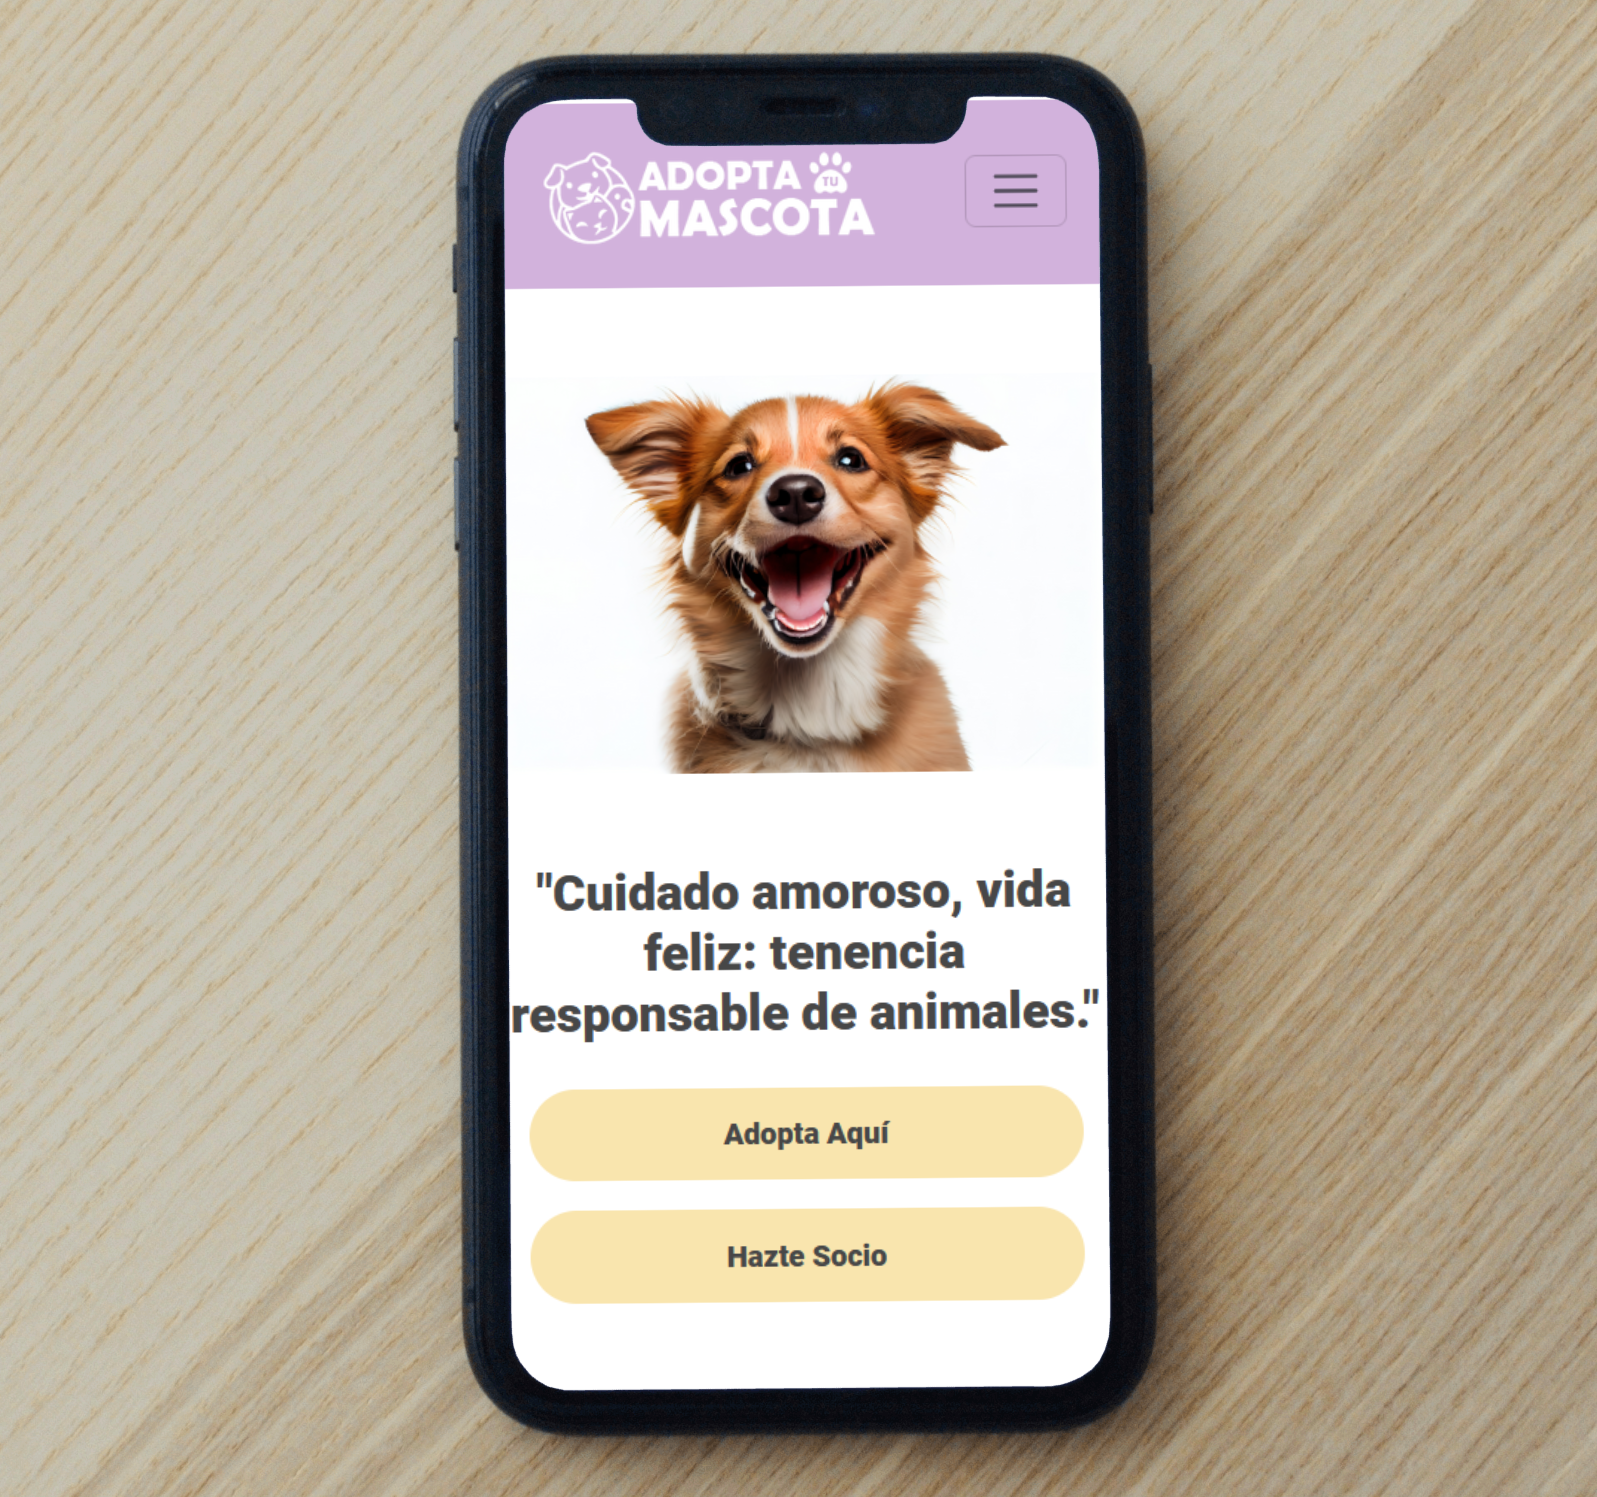 ADOPTA TU
MASCOTA
"Cuidado amoroso, vida
feliz: tenencia
responsable de animales."
Adopta Aquí
Hazte Socio